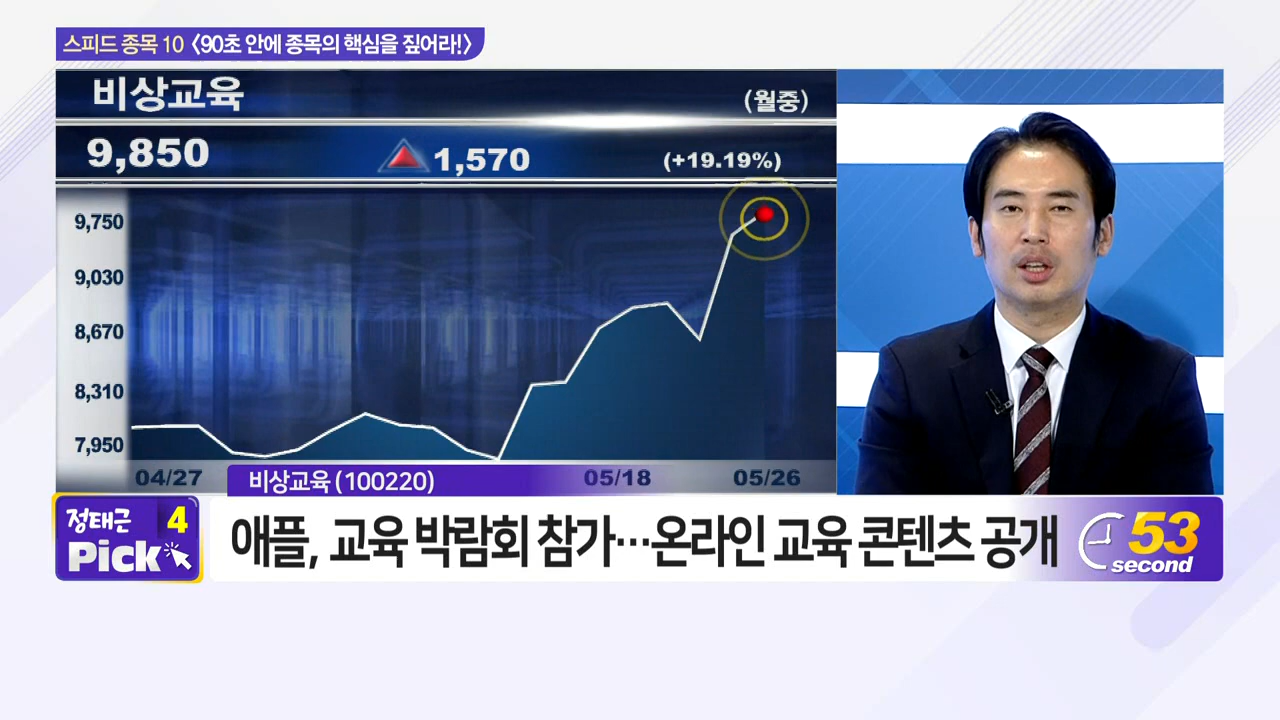 스피드 종목 10 〈90초 안에 종목의 핵심을 짚어라!〉
비상교육
(월중)
9,850 1,570 (+19.19%)
9,750
9,030
8,670
8,310
7,950
04/27 05/18 05/26
비상교육 (100220)
정태근 4
Pick
애플, 교육 박람회 참가…온라인 교육 콘텐츠 공개
53
second